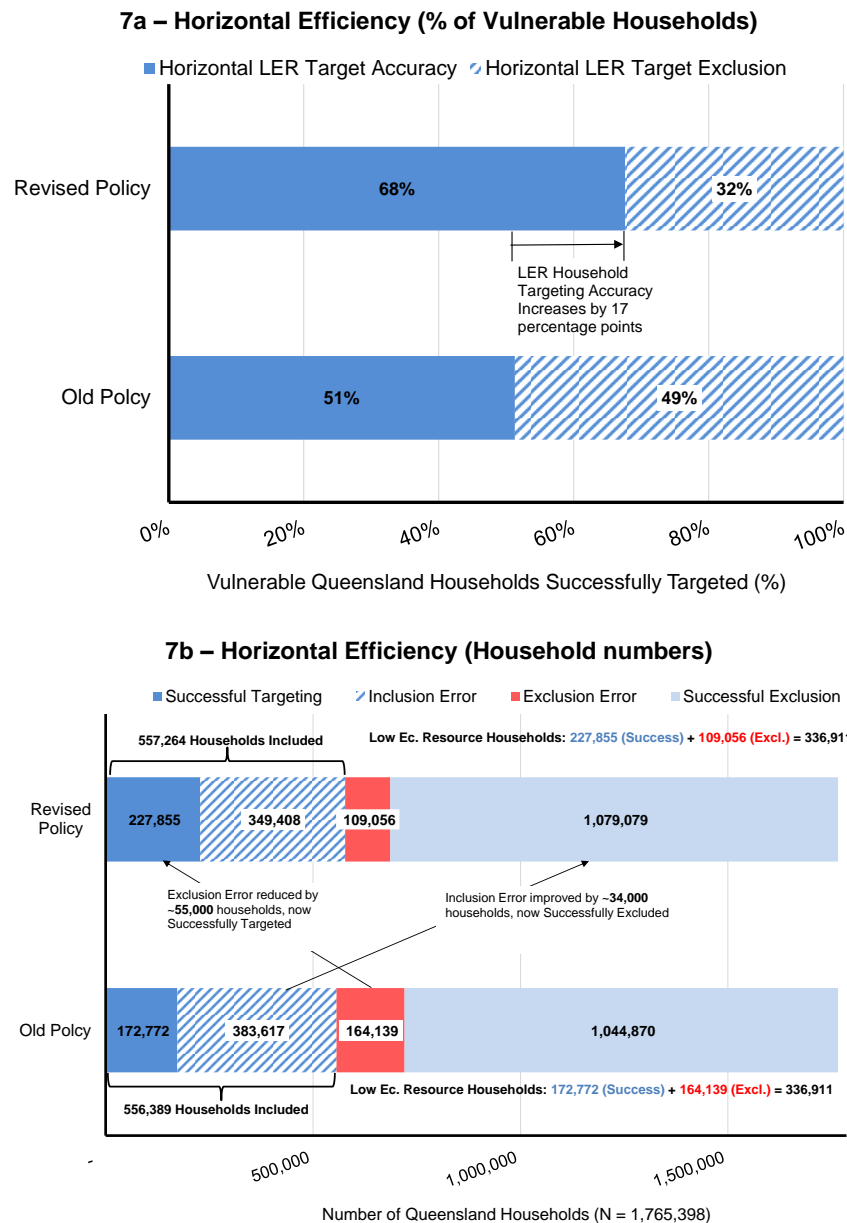 7a – Horizontal Efficiency (% of Vulnerable Households)
Horizontal LER Target Accuracy Horizontal LER Target Exclusion
Revised Policy
68%
32%
LER Household
Targeting Accuracy
Increases by 17
percentage points
Old Polcy
51%
49%
0% 20% 40% 60% 80% 100%
Vulnerable Queensland Households Successfully Targeted (%)
7b – Horizontal Efficiency (Household numbers)
Successful Targeting Inclusion Error Exclusion Error Successful Exclusion
557,264 Households Included
Low Ec. Resource Households: 227,855 (Success) + 109,056 (Excl.) = 336,911
Revised
Policy
227,855 349,408 109,056 1,079,079
Exclusion Error reduced by
~55,000 households, now
Successfully Targeted
Inclusion Error improved by ~34,000
households, now Successfully Excluded
Old Polcy
172,772 383,617 164,139 1,044,870
Low Ec. Resource Households: 172,772 (Success) + 164,139 (Excl.) = 336,911
556,389 Households Included
- 500,000 1,000,000 1,500,000
Number of Queensland Households (N = 1,765,398)